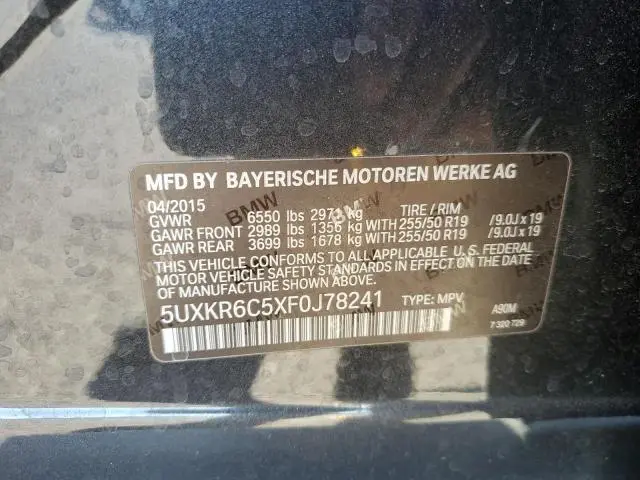 MFD BY BAYERISCHE MOTOREN WERKE AG
04/2015
GVWR 6550 lbs 2971 kg TIRE / RIM
GAWR FRONT 2989 lbs 1356 kg WITH 255/50 R19 /9.0J x 19
GAWR REAR 3699 lbs 1678 kg WITH 255/50 R19 /9.0J x 19
THIS VEHICLE CONFORMS TO ALL APPLICABLE U. S. FEDERAL
MOTOR VEHICLE SAFETY STANDARDS IN EFFECT ON THE DATE OF
MANUFACTURE SHOWN ABOVE.
5UXKR6C5XF0J78241 TYPE: MPV A90M
7 320 729